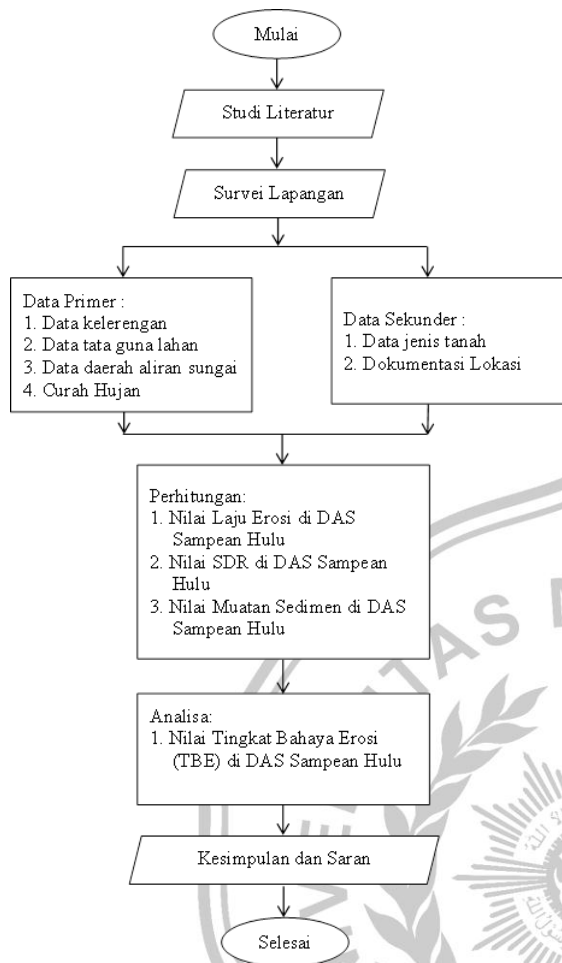 Mulai
Studi Literatur
Survei Lapangan
Data Primer :
1. Data kelerengan
2. Data tata guna lahan
3. Data daerah aliran sungai
4. Curah Hujan
Data Sekunder :
1. Data jenis tanah
2. Dokumentasi Lokasi
Perhitungan:
1. Nilai Laju Erosi di DAS
Sampean Hulu
2. Nilai SDR di DAS Sampean
Hulu
3. Nilai Muatan Sedimen di DAS
Sampean Hulu
Analisa:
1. Nilai Tingkat Bahaya Erosi
(TBE) di DAS Sampean Hulu
Kesimpulan dan Saran
Selesai